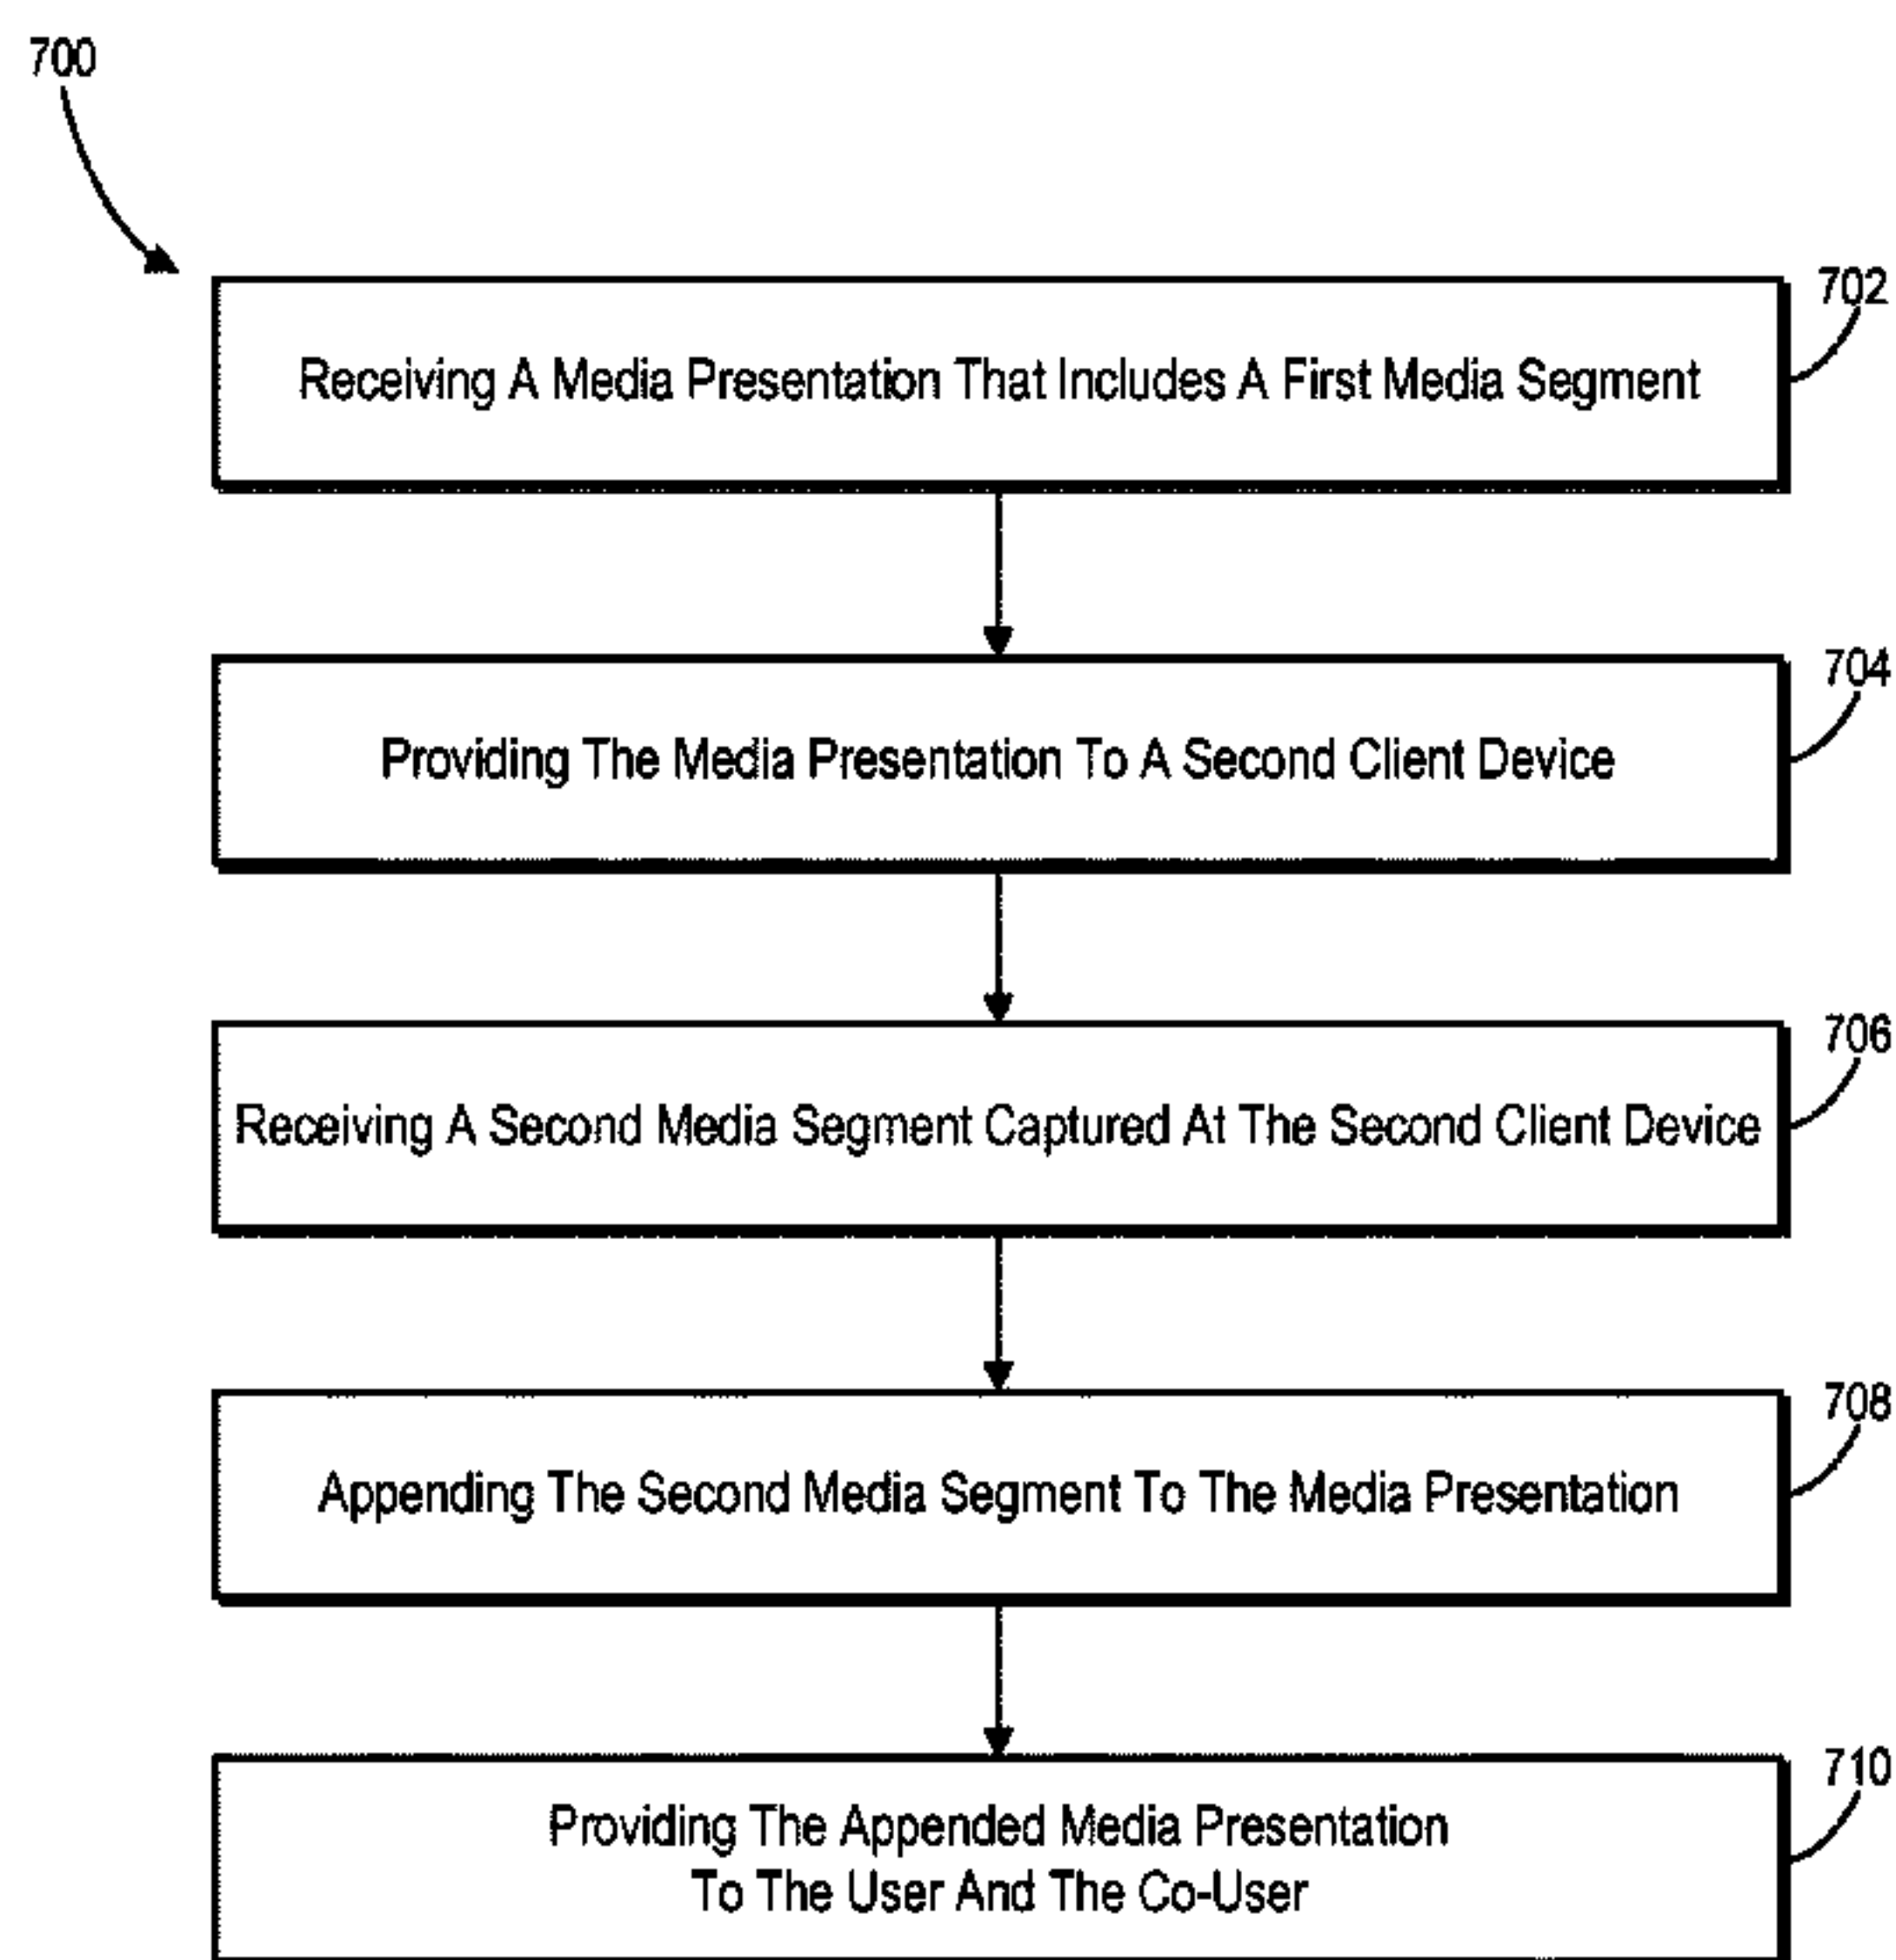 700
702
Receiving A Media Presentation That Includes A First Media Segment
704
Providing The Media Presentation To A Second Client Device
706
Receiving A Second Media Segment Captured At The Second Client Device
708
Appending The Second Media Segment To The Media Presentation
710
Providing The Appended Media Presentation
To The User And The Co-User